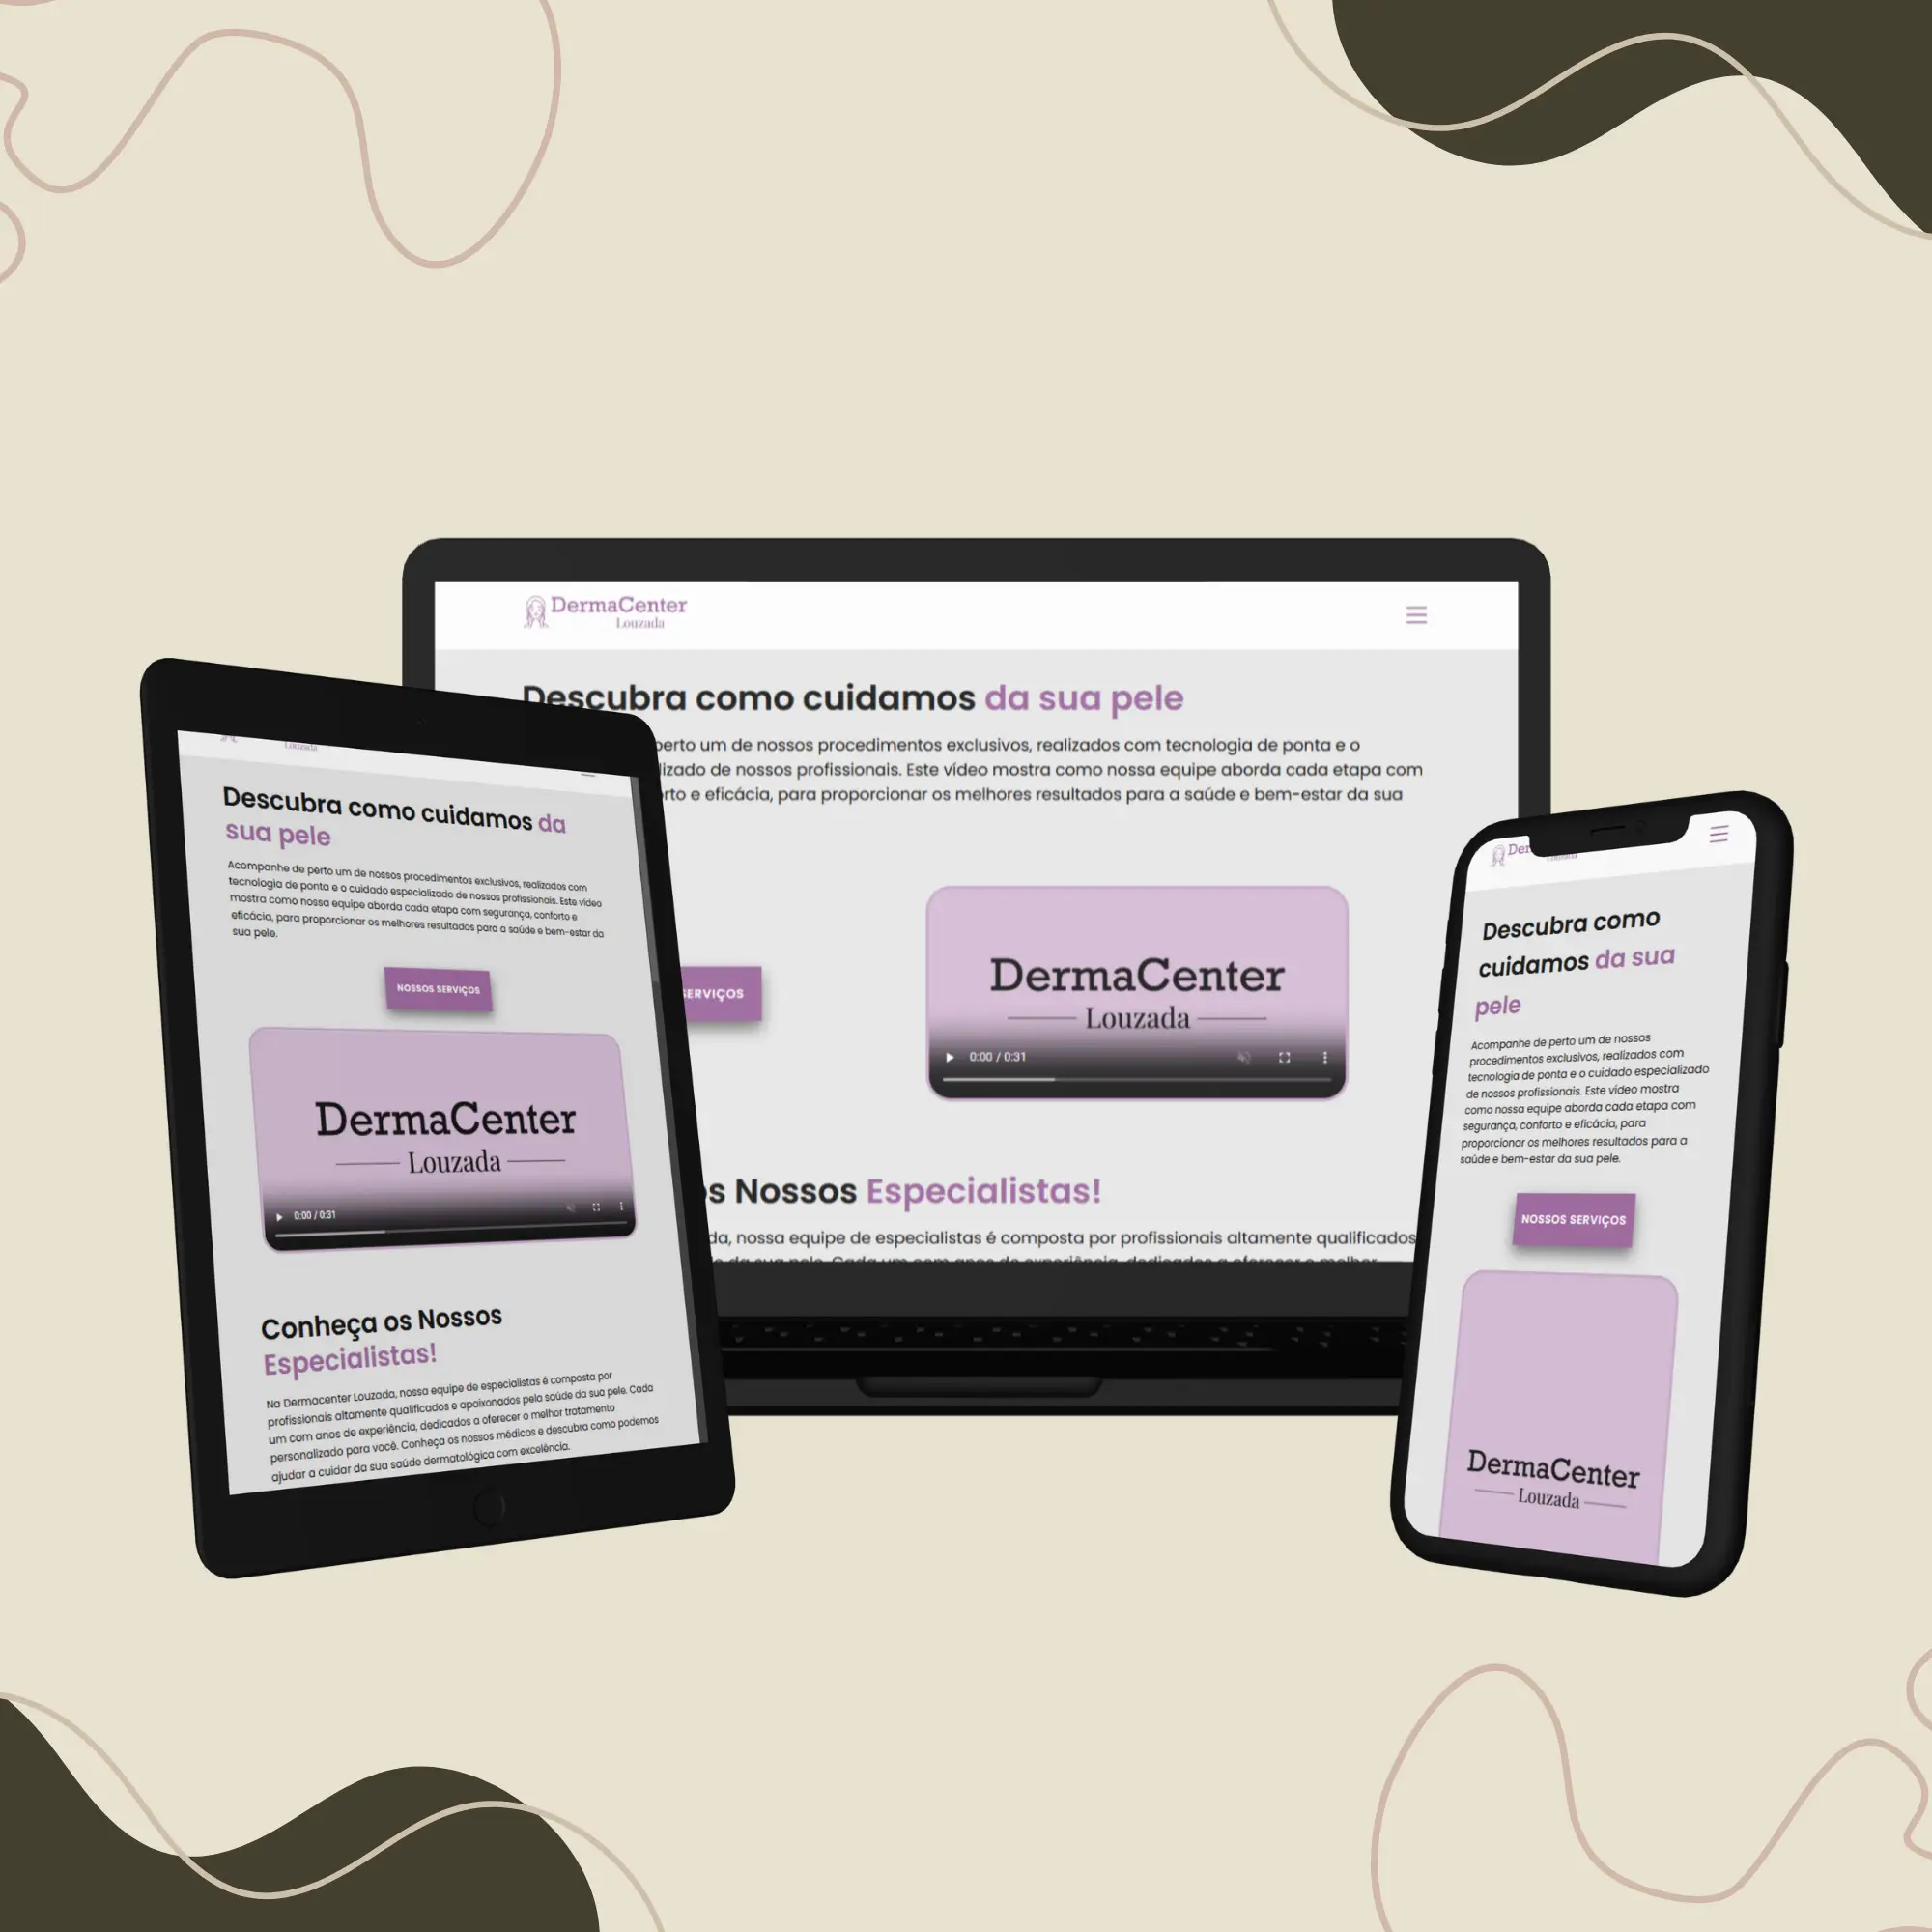 DermaCenter
Louzada
Descubra como cuidamos da sua pele
perto um de nossos procedimentos exclusivos, realizados com tecnologia de ponta e o
lizado de nossos profissionais. Este vídeo mostra como nossa equipe aborda cada etapa com
rto e eficácia, para proporcionar os melhores resultados para a saúde e bem-estar da sua
SERVIÇOS
DermaCenter
Louzada
0:00 / 0:31
os Nossos Especialistas!
da, nossa equipe de especialistas é composta por profissionais altamente qualificados
Louzada
Descubra como cuidamos da
sua pele
Acompanhe de perto um de nossos procedimentos exclusivos, realizados com
tecnologia de ponta e o cuidado especializado de nossos profissionais. Este vídeo
mostra como nossa equipe aborda cada etapa com segurança, conforto e
eficácia, para proporcionar os melhores resultados para a saúde e bem-estar da
sua pele.
NOSSOS SERVIÇOS
DermaCenter
Louzada
0:00 / 0:31
Conheça os Nossos
Especialistas!
Na Dermacenter Louzada, nossa equipe de especialistas é composta por
profissionais altamente qualificados e apaixonados pela saúde da sua pele. Cada
um com anos de experiência, dedicados a oferecer o melhor tratamento
personalizado para você. Conheça os nossos médicos e descubra como podemos
ajudar a cuidar da sua saúde dermatológica com excelência.
Der
Descubra como
cuidamos da sua
pele
Acompanhe de perto um de nossos
procedimentos exclusivos, realizados com
tecnologia de ponta e o cuidado especializado
de nossos profissionais. Este vídeo mostra
como nossa equipe aborda cada etapa com
segurança, conforto e eficácia, para
proporcionar os melhores resultados para a
saúde e bem-estar da sua pele.
NOSSOS SERVIÇOS
DermaCenter
Louzada